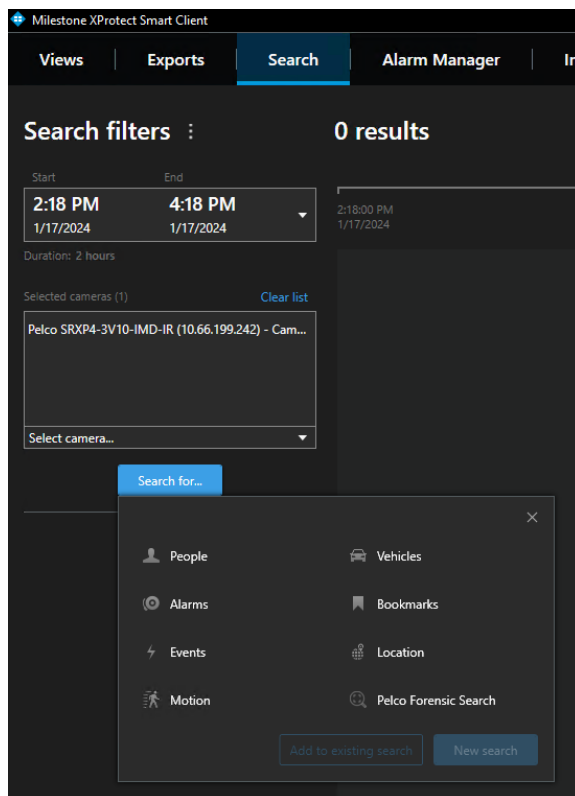 Milestone XProtect Smart Client
Views Exports Search Alarm Manager
Search filters
0 results
Start End
2:18 PM 4:18 PM
1/17/2024 1/17/2024
Duration: 2 hours
2:18:00 PM
1/17/2024
Selected cameras (1) Clear list
Pelco SRXP4-3V10-IMD-IR (10.66.199.242) - Cam...
Select camera...
Search for...
People Vehicles
Alarms Bookmarks
Events Location
Motion Pelco Forensic Search
Add to existing search New search